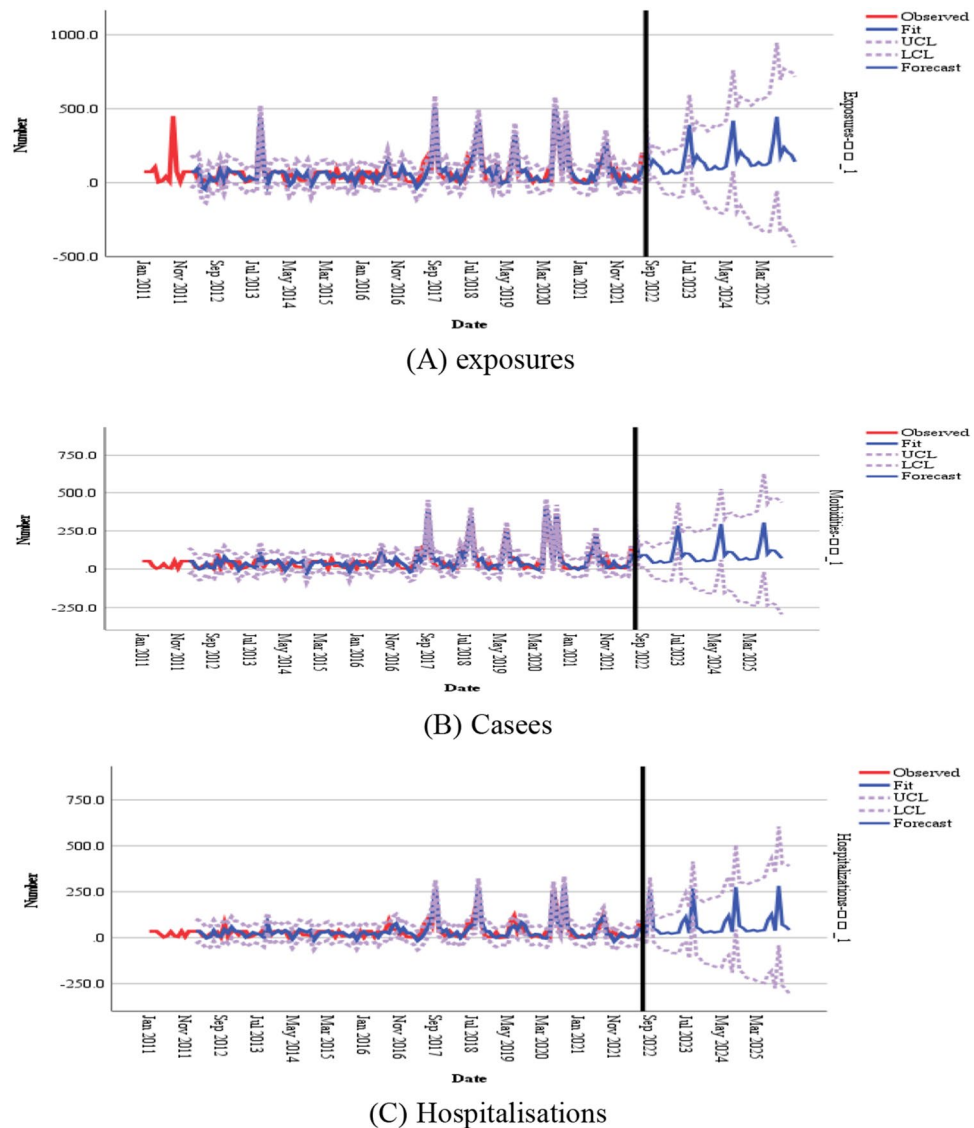 1000.0
500.0
.0
-500.0
Number
Jan 2011
Nov 2011
Sep 2012
Jul 2013
May 2014
Mar 2015
Jan 2016
Nov 2016
Sep 2017
Jul 2018
May 2019
Mar 2020
Jan 2021
Nov 2021
Sep 2022
Jul 2023
May 2024
Mar 2025
Date
Observed
Fit
UCL
LCL
Forecast
Exposures-□□_1
(A) exposures
750.0
500.0
250.0
.0
-250.0
Number
Jan 2011
Nov 2011
Sep 2012
Jul 2013
May 2014
Mar 2015
Jan 2016
Nov 2016
Sep 2017
Jul 2018
May 2019
Mar 2020
Jan 2021
Nov 2021
Sep 2022
Jul 2023
May 2024
Mar 2025
Date
Observed
Fit
UCL
LCL
Forecast
Morbidities-□□_1
(B) Casees
750.0
500.0
250.0
.0
-250.0
Number
Jan 2011
Nov 2011
Sep 2012
Jul 2013
May 2014
Mar 2015
Jan 2016
Nov 2016
Sep 2017
Jul 2018
May 2019
Mar 2020
Jan 2021
Nov 2021
Sep 2022
Jul 2023
May 2024
Mar 2025
Date
Observed
Fit
UCL
LCL
Forecast
Hospitalizations-□□_1
(C) Hospitalisations